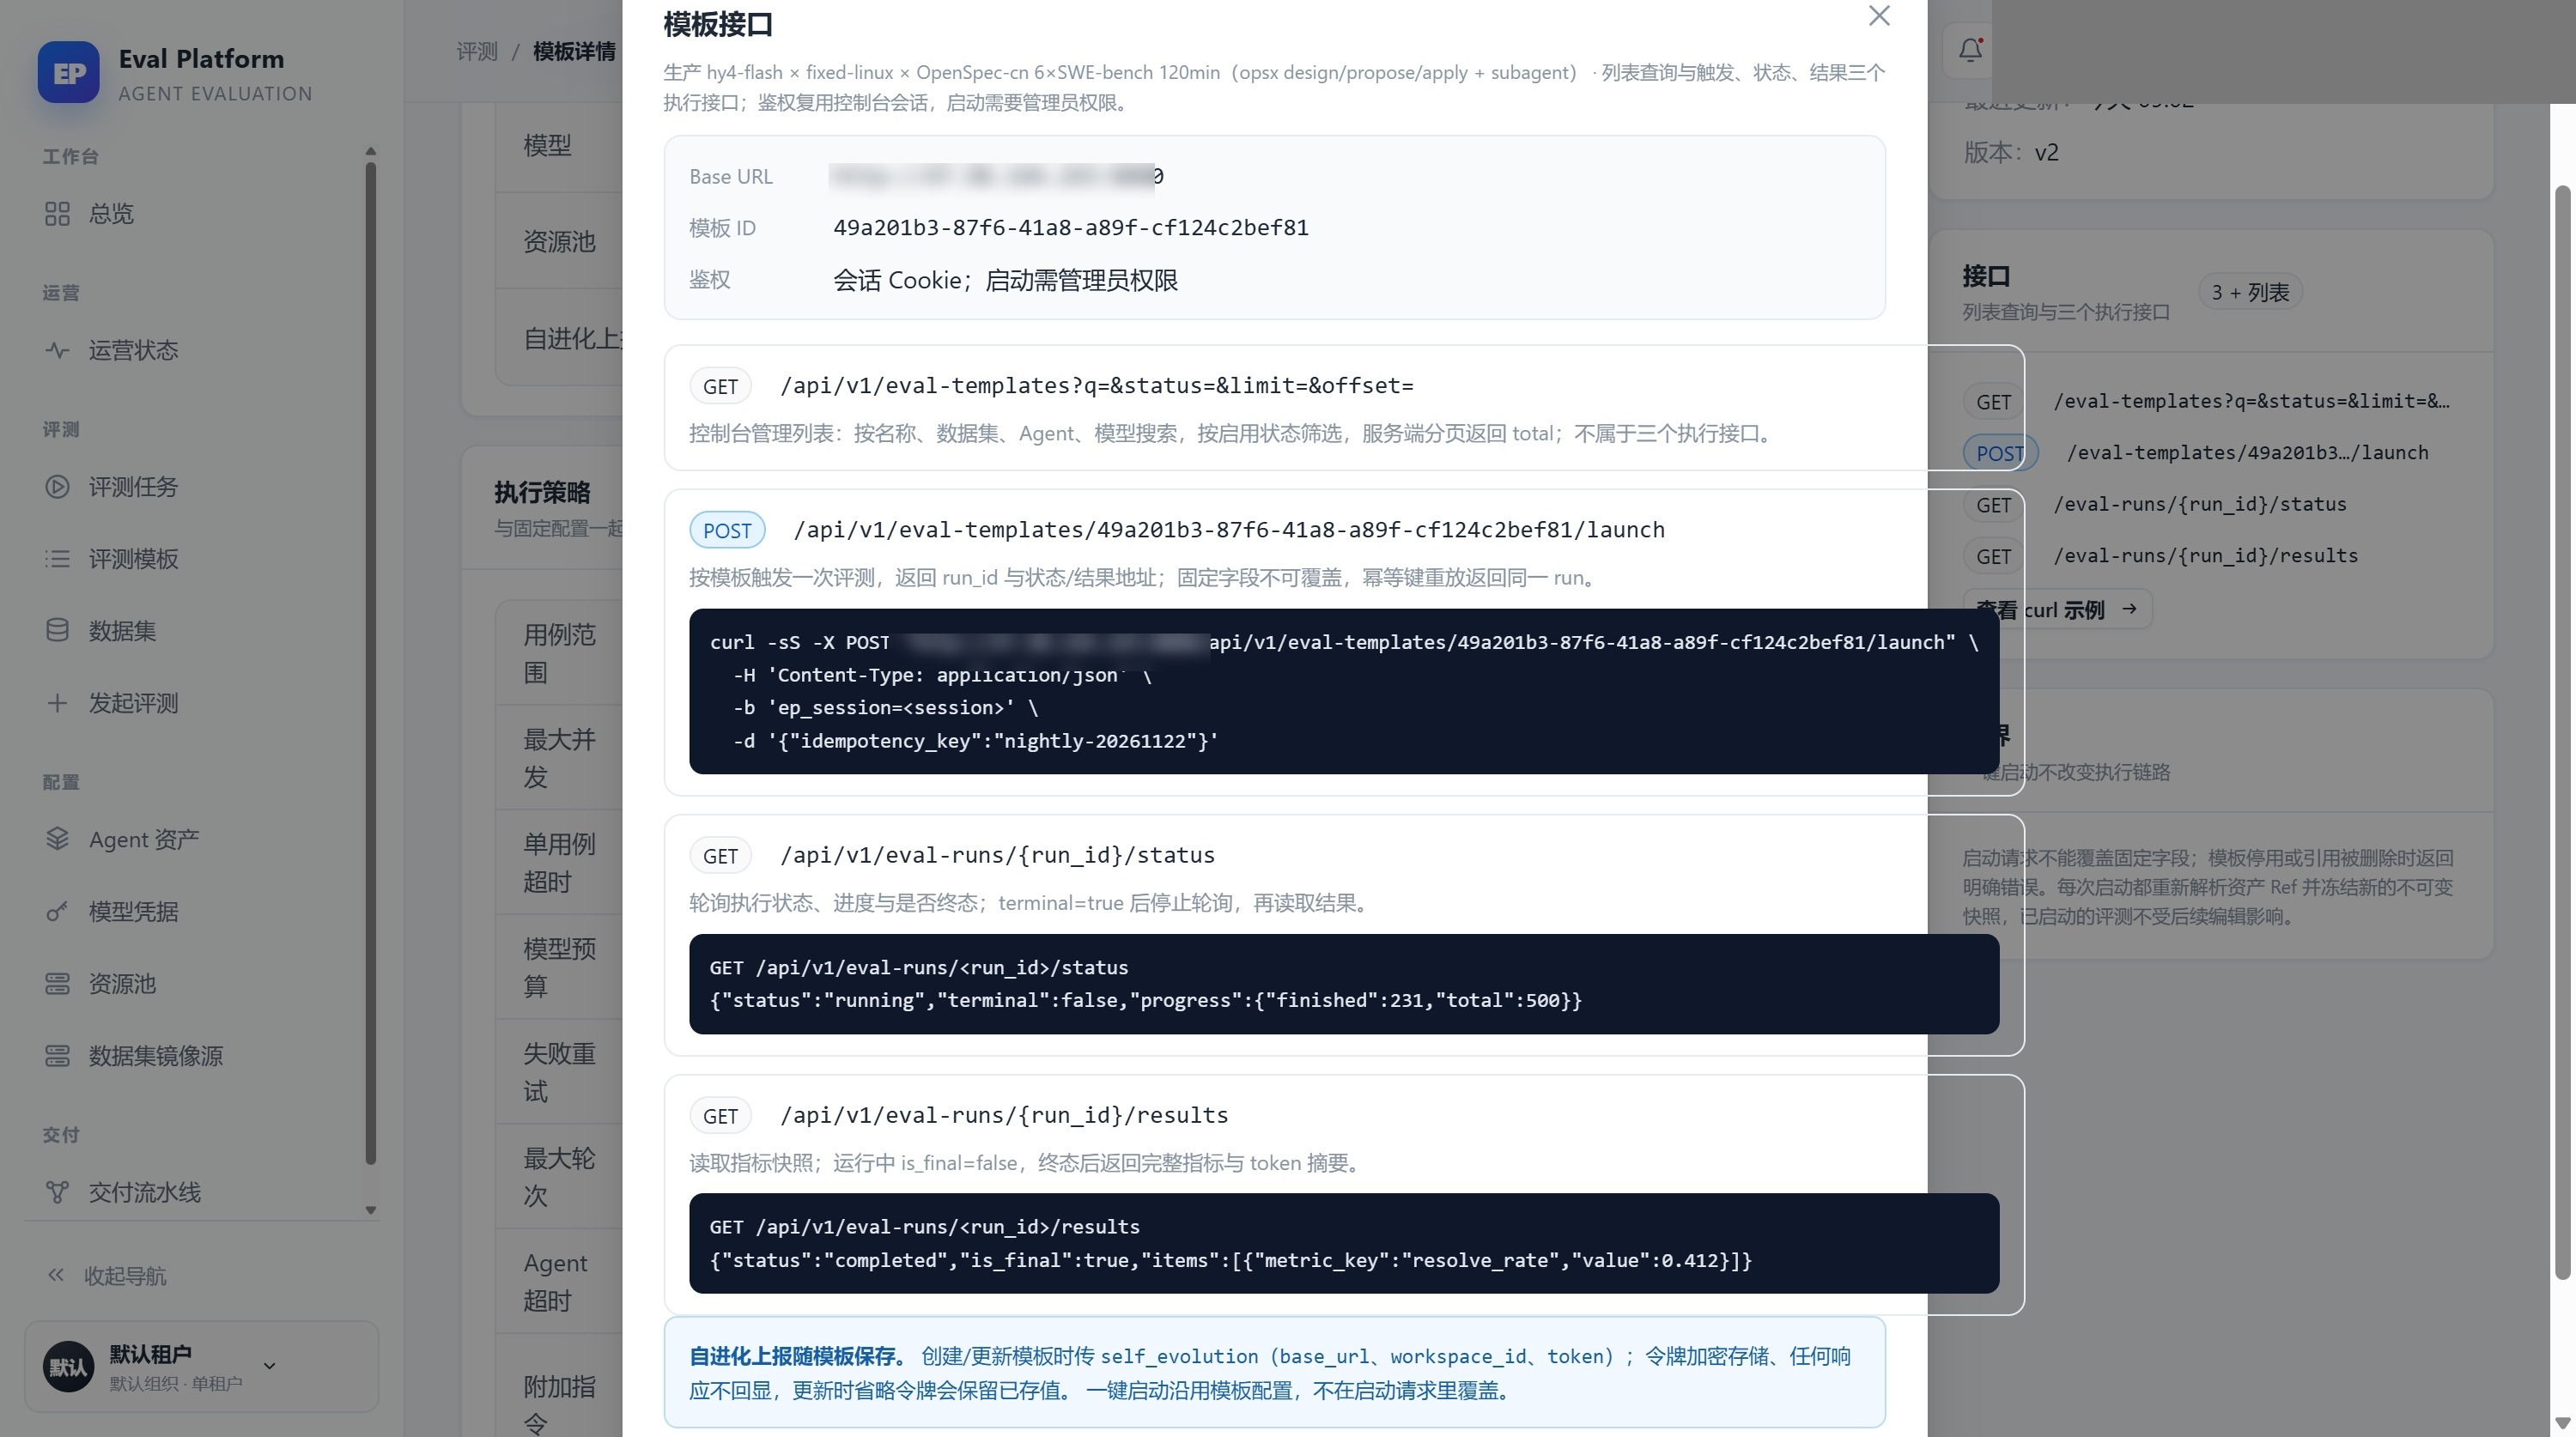 EP
Eval Platform
AGENT EVALUATION
工作台
总览
运营
运营状态
评测
评测任务
评测模板
数据集
发起评测
配置
Agent 资产
模型凭据
资源池
数据集镜像源
交付
交付流水线
收起导航
默认
默认租户
默认组织 · 单租户
评测 / 模板详情
模型
资源池
自进化上
执行策略
与固定配置一起
用例范
围
最大并
发
单用例
超时
模型预
算
失败重
试
最大轮
次
Agent
超时
附加指
令
模板接口
生产 hy4-flash × fixed-linux × OpenSpec-cn 6×SWE-bench 120min（opsx design/propose/apply + subagent） · 列表查询与触发、状态、结果三个
执行接口；鉴权复用控制台会话，启动需要管理员权限。
Base URL 0
模板 ID 49a201b3-87f6-41a8-a89f-cf124c2bef81
鉴权 会话 Cookie；启动需管理员权限
GET /api/v1/eval-templates?q=&status=&limit=&offset=
控制台管理列表：按名称、数据集、Agent、模型搜索，按启用状态筛选，服务端分页返回 total；不属于三个执行接口。
POST /api/v1/eval-templates/49a201b3-87f6-41a8-a89f-cf124c2bef81/launch
按模板触发一次评测，返回 run_id 与状态/结果地址；固定字段不可覆盖，幂等键重放返回同一 run。
curl -sS -X POST api/v1/eval-templates/49a201b3-87f6-41a8-a89f-cf124c2bef81/launch" \
-H 'Content-Type: application/json' \
-b 'ep_session=<session>' \
-d '{"idempotency_key":"nightly-20261122"}'
GET /api/v1/eval-runs/{run_id}/status
轮询执行状态、进度与是否终态；terminal=true 后停止轮询，再读取结果。
GET /api/v1/eval-runs/<run_id>/status
{"status":"running","terminal":false,"progress":{"finished":231,"total":500}}
GET /api/v1/eval-runs/{run_id}/results
读取指标快照；运行中 is_final=false，终态后返回完整指标与 token 摘要。
GET /api/v1/eval-runs/<run_id>/results
{"status":"completed","is_final":true,"items":[{"metric_key":"resolve_rate","value":0.412}]}
自进化上报随模板保存。 创建/更新模板时传 self_evolution（base_url、workspace_id、token）；令牌加密存储、任何响
应不回显，更新时省略令牌会保留已存值。 一键启动沿用模板配置，不在启动请求里覆盖。
版本： v2
接口
列表查询与三个执行接口
3 + 列表
GET /eval-templates?q=&status=&limit=&…
POST /eval-templates/49a201b3…/launch
GET /eval-runs/{run_id}/status
GET /eval-runs/{run_id}/results
查看 curl 示例 →
界
键启动不改变执行链路
启动请求不能覆盖固定字段；模板停用或引用被删除时返回
明确错误。每次启动都重新解析资产 Ref 并冻结新的不可变
快照，已启动的评测不受后续编辑影响。